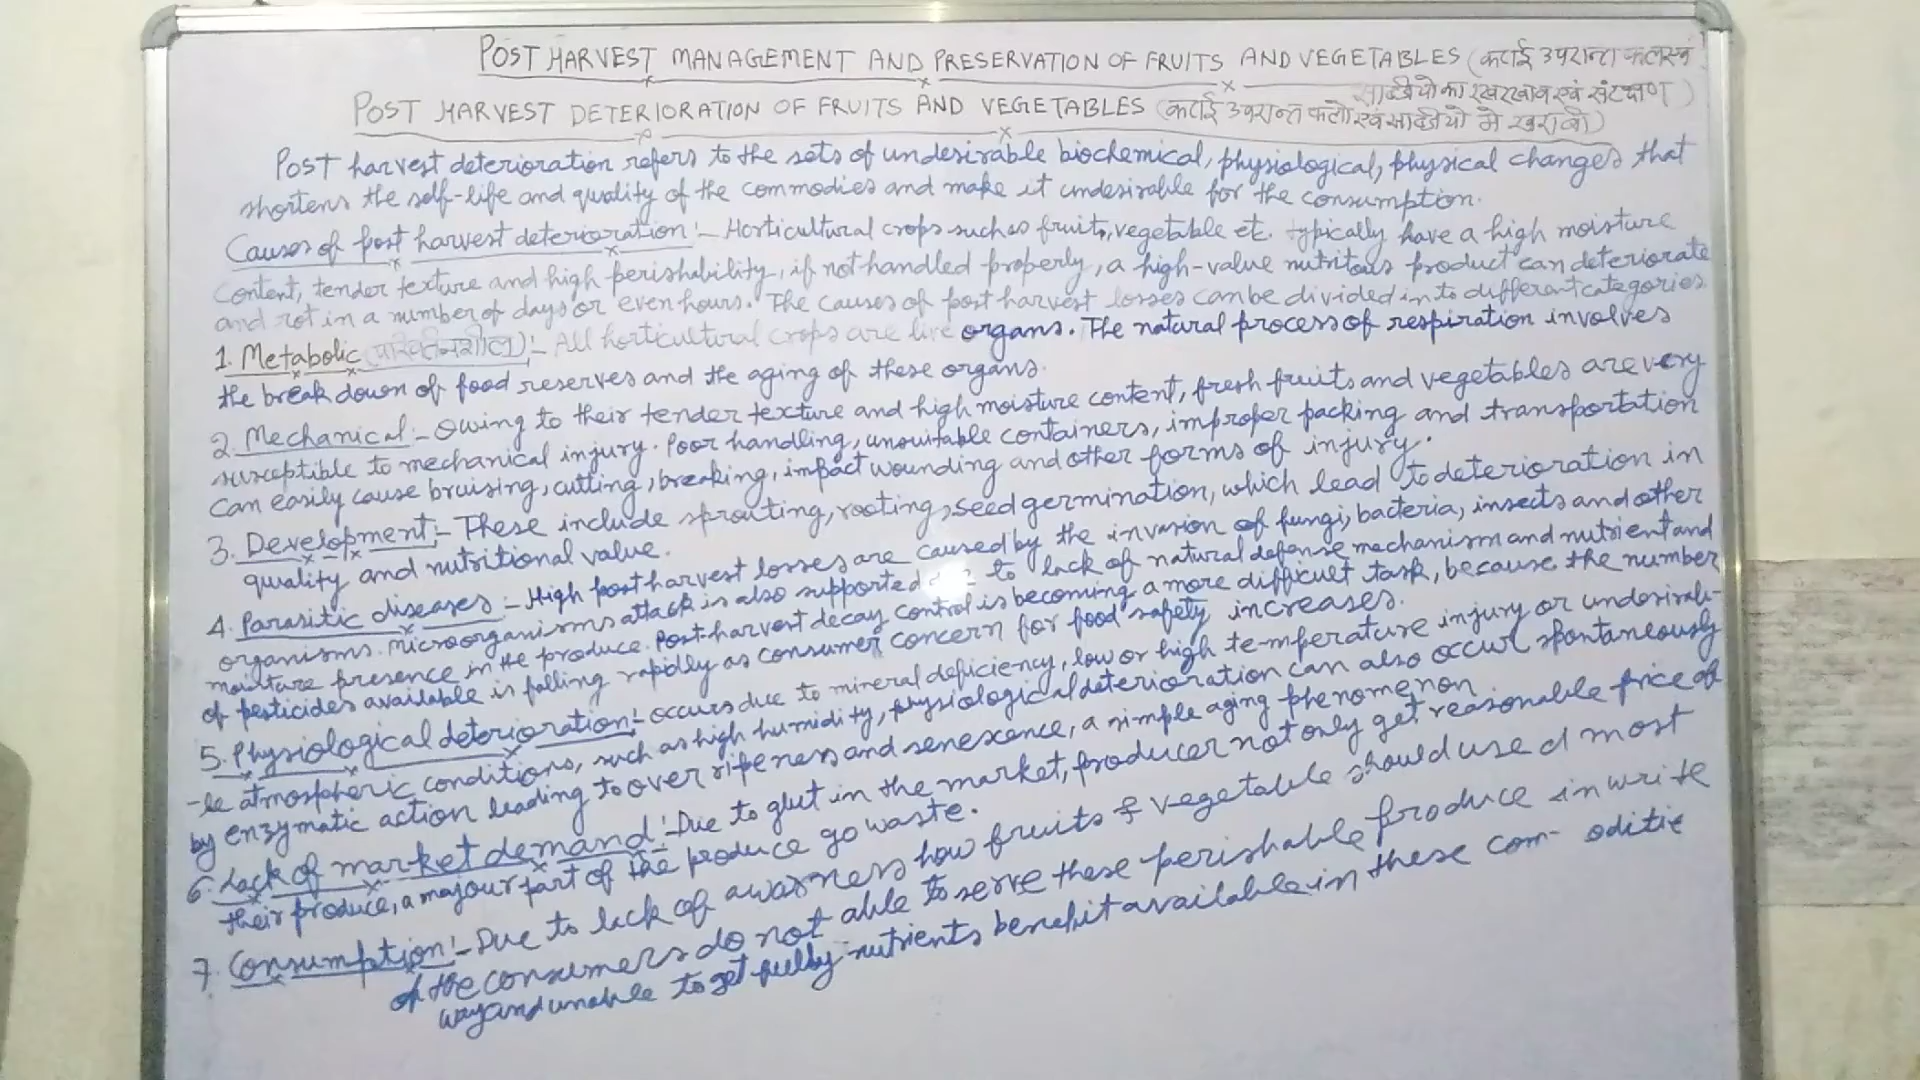 POST HARVEST MANAGEMENT AND PRESERVATION OF FRUITS AND VEGETABLES (कटाई उपरान्त फल एवं
सब्जीयो का रखरखाव एवं संरक्षण)
POST HARVEST DETERIORATION OF FRUITS AND VEGETABLES (कटाई उपरान्त फलो एवं सब्जीयो मे खराबी)
Post harvest deterioration refers to the sets of undesirable biochemical, physiological, physical changes that
shortens the self-life and quality of the commodies and make it undesirable for the consumption.
Causes of post harvest deterioration:- Horticultural crops such as fruits, vegetable et. typically have a high moisture
content, tender texture and high perishability, if not handled properly, a high-value nutritous product can deteriorate
and rot in a number of days or even hours. The causes of post harvest losses can be divided in to different categories
1. Metabolic (परिवर्तनशील):- All horticultural crops are live organs. The natural process of respiration involves
the break down of food reserves and the aging of these organs.
2. Mechanical:- Owing to their tender texture and high moisture content, fresh fruits and vegetables are very
susceptible to mechanical injury. Poor handling, unsuitable containers, improper packing and transportation
can easily cause bruising, cutting, breaking, impact wounding and other forms of injury.
3. Development:- These include sprouting, rooting, seed germination, which lead to deterioration in
quality and nutritional value.
4. Parasitic diseases:- High post harvest losses are caused by the invasion of fungi, bacteria, insects and other
organisms. Microorganisms attack is also supported to lack of natural defense mechanism and nutrient and
moisture presence in the produce. Post harvest decay control is becoming a more difficult task, because the number
of pesticides available is falling rapidly as consumer concern for food safety increases.
5. Physiological deterioration:- occurs due to mineral deficiency, low or high te-mperature injury or undesirab-
-le atmospheric conditions, such as high humidity, physiological deterioration can also occur spontaneously
by enzymatic action leading to over ripeness and senescence, a simple aging phenomenon
6. Lack of market demand:- Due to glut in the market, producer not only get reasonable price of
their produce, a majour part of the produce go waste.
7. Consumption:- Due to lack of awarness how fruits & vegetable should used most
of the consumers do not able to serve these perishable produce in write
way and unable to get fully nutrients benefit available in these com- oditie